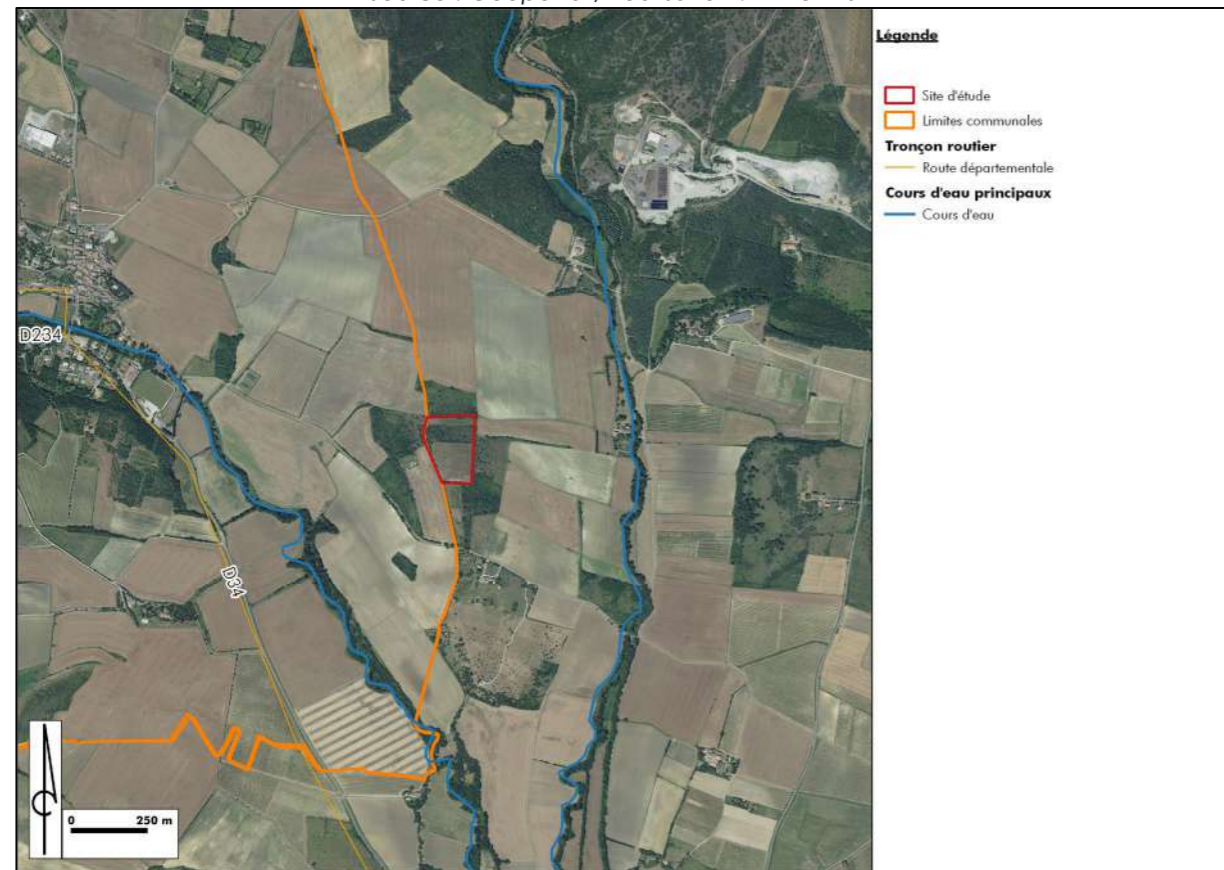 Légende
Site d'étude
Limites communales
Tronçon routier
Route départementale
Cours d'eau principaux
Cours d'eau
D234
D34
0 250 m